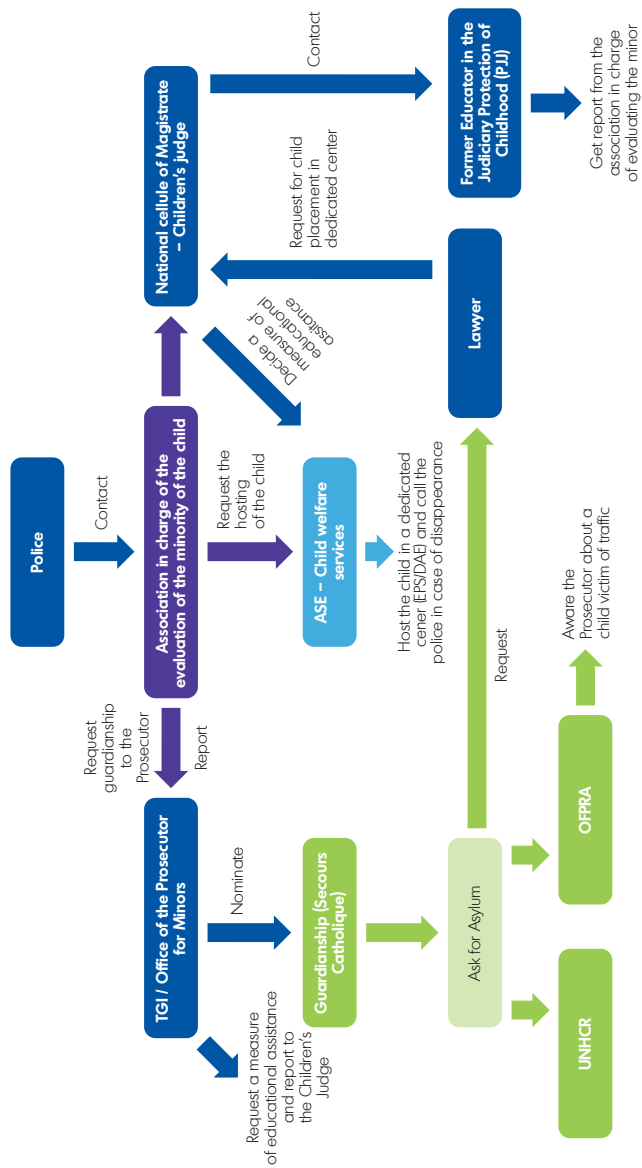 Police
Contact
Request
guardianship
to the
Prosecutor
Report
Association in charge of the
evaluation of the minority of the child
TGI / Office of the Prosecutor
for Minors
National cellule of Magistrate
– Children's judge
Nominate
Request the
hosting
of the child
Decide a
measure of
educational
assitance
Request for child
placement in
dedicated center
Contact
Request a measure
of educational assistance
and report to
the Children's
Judge
Guardianship (Secours
Catholique)
ASE – Child welfare
services
Host the child in a dedicated
cener (EPS/DAE) and call the
police in case of disappearance
Ask for Asylum
Request
Lawyer
Former Educator in the
Judiciary Protection of
Childhood (PJJ)
UNHCR
OFPRA
Aware the
Prosecutor about a
child victim of traffic
Get report from the
association in charge
of evaluating the minor